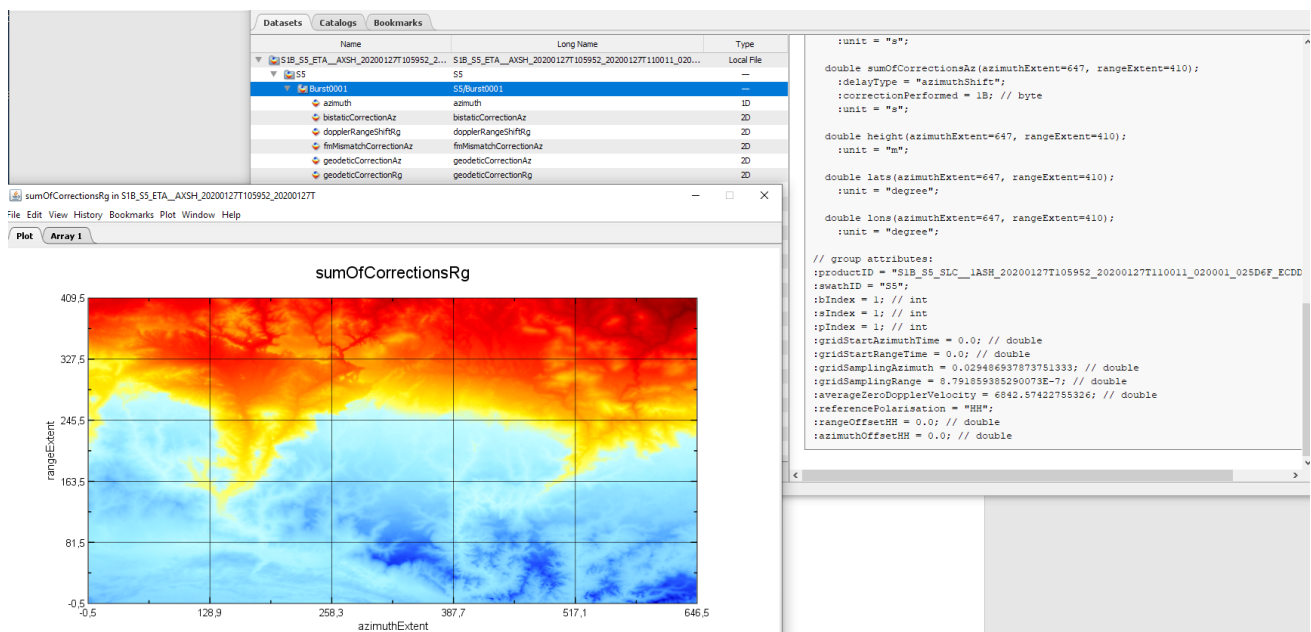 Datasets Catalogs Bookmarks
Name Long Name Type
S1B_S5_ETA__AXSH_20200127T105952_2... S1B_S5_ETA__AXSH_20200127T105952_20200127T110011_020... Local File
S5 S5 —
Burst0001 S5/Burst0001 —
azimuth azimuth 1D
bistaticCorrectionAz bistaticCorrectionAz 2D
dopplerRangeShiftRg dopplerRangeShiftRg 2D
fmMismatchCorrectionAz fmMismatchCorrectionAz 2D
geodeticCorrectionAz geodeticCorrectionAz 2D
geodeticCorrectionRg geodeticCorrectionRg 2D
:unit = "s";
double sumOfCorrectionsAz(azimuthExtent=647, rangeExtent=410);
:delayType = "azimuthShift";
:correctionPerformed = 1B; // byte
:unit = "s";
double height(azimuthExtent=647, rangeExtent=410);
:unit = "m";
double lats(azimuthExtent=647, rangeExtent=410);
:unit = "degree";
double lons(azimuthExtent=647, rangeExtent=410);
:unit = "degree";
// group attributes:
:productID = "S1B_S5_SLC__1ASH_20200127T105952_20200127T110011_020001_025D6F_ECDD
:swathID = "S5";
:bIndex = 1; // int
:sIndex = 1; // int
:pIndex = 1; // int
:gridStartAzimuthTime = 0.0; // double
:gridStartRangeTime = 0.0; // double
:gridSamplingAzimuth = 0.029486937873751333; // double
:gridSamplingRange = 8.791859385290073E-7; // double
:averageZeroDopplerVelocity = 6842.57422755326; // double
:referencePolarisation = "HH";
:rangeOffsetHH = 0.0; // double
:azimuthOffsetHH = 0.0; // double
sumOfCorrectionsRg in S1B_S5_ETA__AXSH_20200127T105952_20200127T
File Edit View History Bookmarks Plot Window Help
Plot Array 1
sumOfCorrectionsRg
409,5
327,5
245,5
163,5
81,5
-0,5
rangeExtent
-0,5 128,9 258,3 387,7 517,1 646,5
azimuthExtent